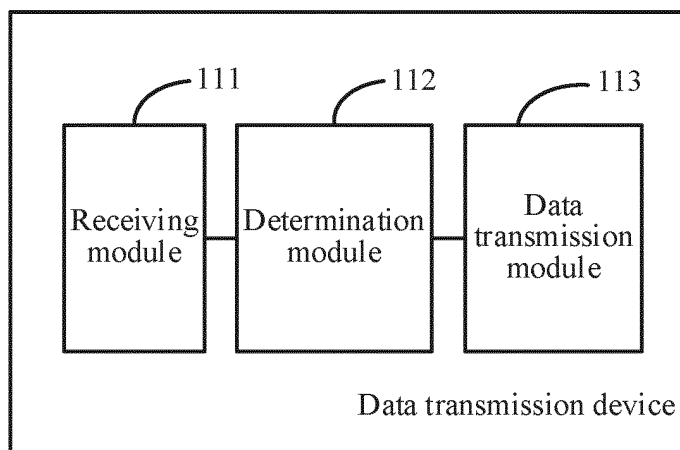 111
112
113
Receiving
module
Determination
module
Data
transmission
module
Data transmission device